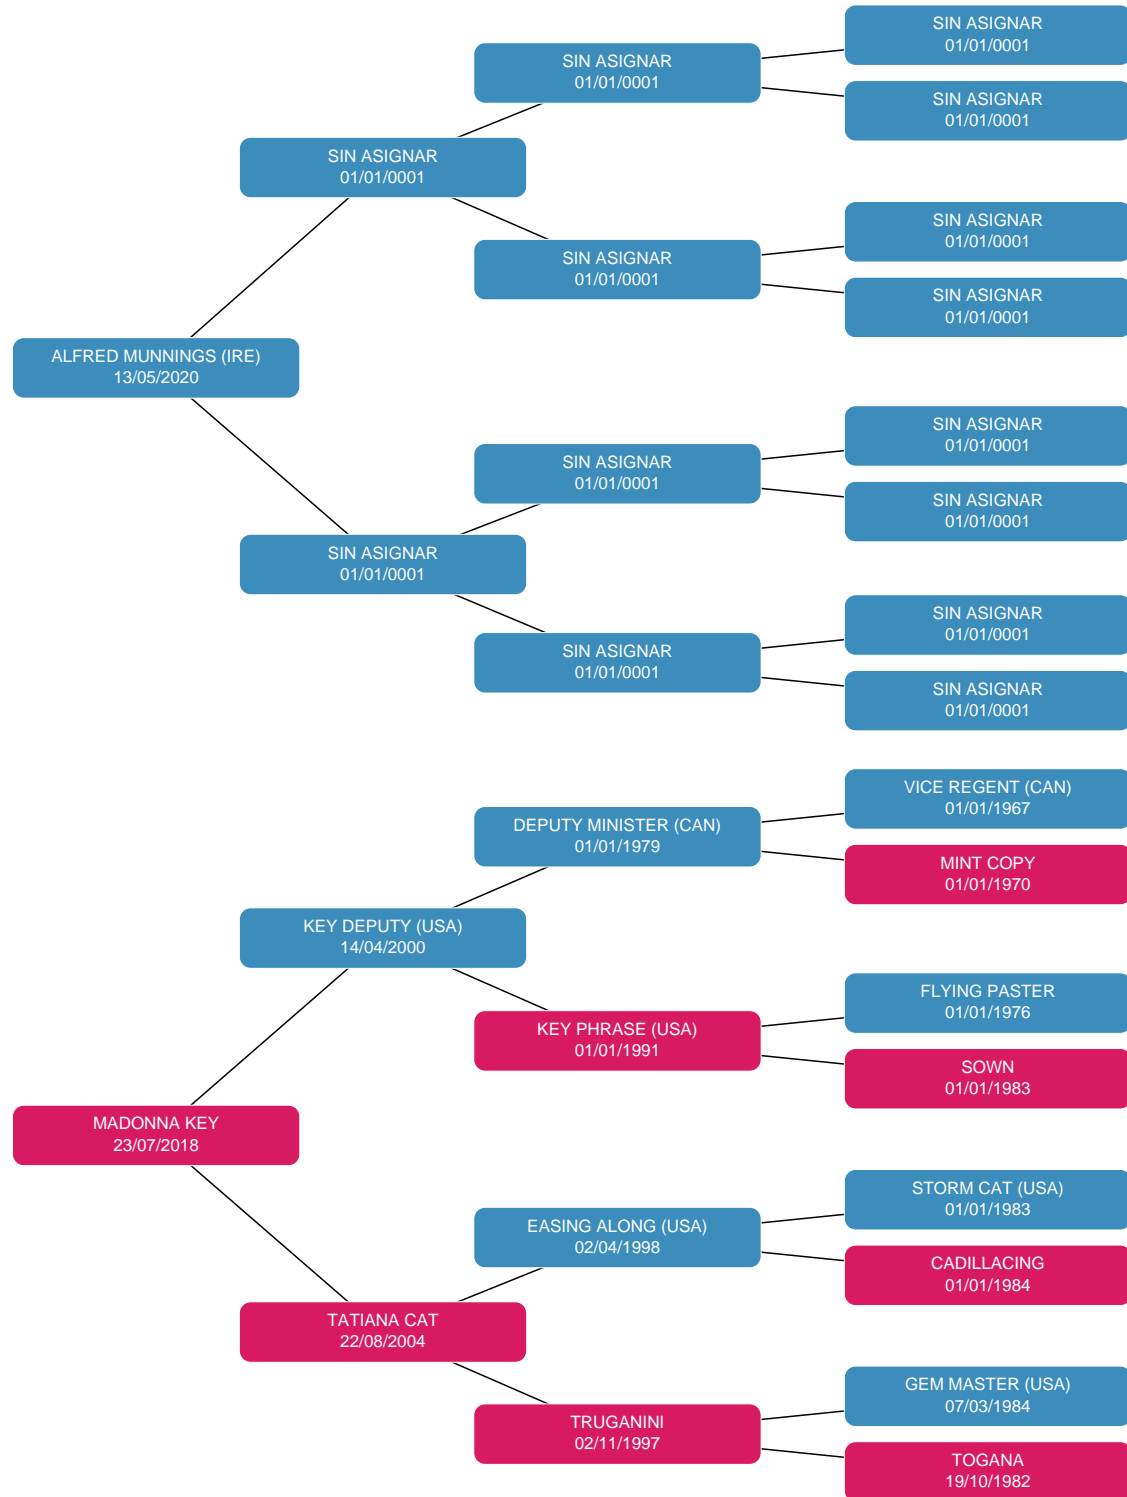 SIN ASIGNAR
01/01/0001
SIN ASIGNAR
01/01/0001
SIN ASIGNAR
01/01/0001
SIN ASIGNAR
01/01/0001
SIN ASIGNAR
01/01/0001
SIN ASIGNAR
01/01/0001
SIN ASIGNAR
01/01/0001
ALFRED MUNNINGS (IRE)
13/05/2020
SIN ASIGNAR
01/01/0001
SIN ASIGNAR
01/01/0001
SIN ASIGNAR
01/01/0001
SIN ASIGNAR
01/01/0001
SIN ASIGNAR
01/01/0001
SIN ASIGNAR
01/01/0001
SIN ASIGNAR
01/01/0001
VICE REGENT (CAN)
01/01/1967
DEPUTY MINISTER (CAN)
01/01/1979
MINT COPY
01/01/1970
KEY DEPUTY (USA)
14/04/2000
FLYING PASTER
01/01/1976
KEY PHRASE (USA)
01/01/1991
SOWN
01/01/1983
MADONNA KEY
23/07/2018
STORM CAT (USA)
01/01/1983
EASING ALONG (USA)
02/04/1998
CADILLACING
01/01/1984
TATIANA CAT
22/08/2004
GEM MASTER (USA)
07/03/1984
TRUGANINI
02/11/1997
TOGANA
19/10/1982